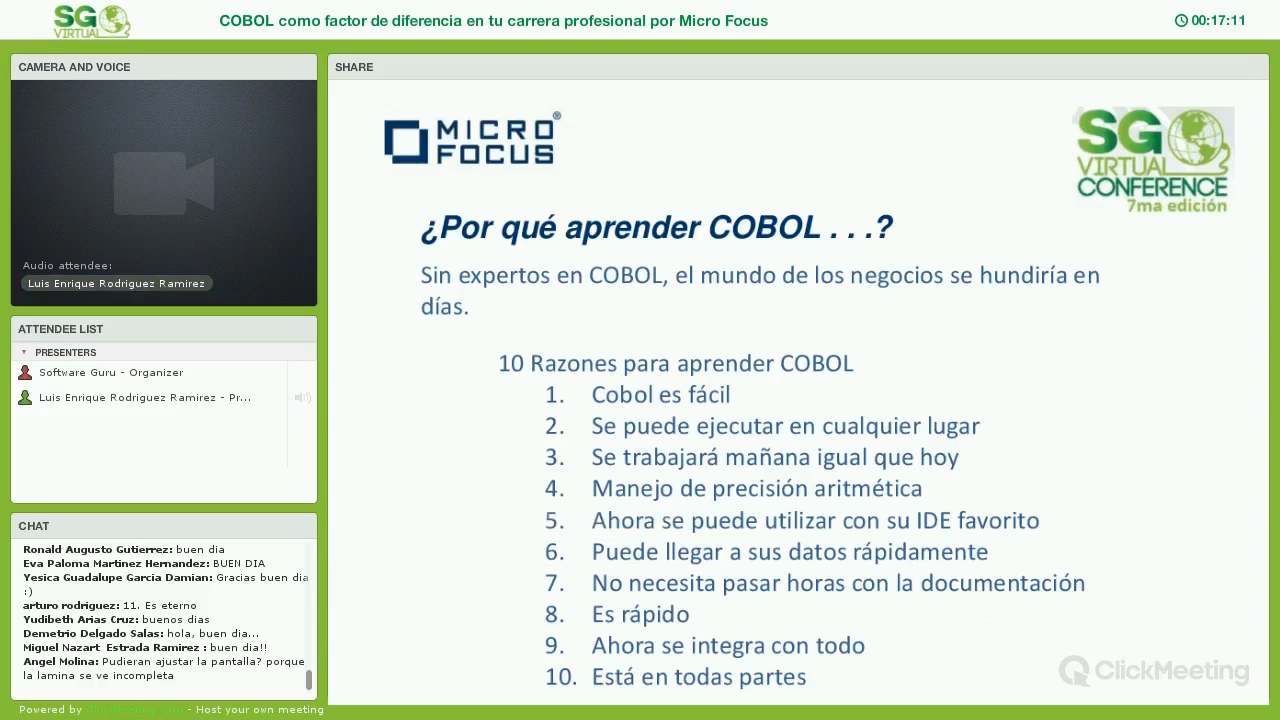 SG
VIRTUAL
COBOL como factor de diferencia en tu carrera profesional por Micro Focus
00:17:11
CAMERA AND VOICE
Audio attendee:
Luis Enrique Rodriguez Ramirez
ATTENDEE LIST
PRESENTERS
Software Guru - Organizer
Luis Enrique Rodriguez Ramirez - Pr...
CHAT
Ronald Augusto Gutierrez: buen dia
Eva Paloma Martinez Hernandez: BUEN DIA
Yesica Guadalupe Garcia Damian: Gracias buen dia
:)
arturo rodriguez: 11. Es eterno
Yudibeth Arias Cruz: buenos dias
Demetrio Delgado Salas: hola, buen dia...
Miguel Nazart Estrada Ramirez : buen dia!!
Angel Molina: Pudieran ajustar la pantalla? porque
la lamina se ve incompleta
Powered by ClickMeeting.com - Host your own meeting
SHARE
MICRO
FOCUS®
SG
VIRTUAL
CONFERENCE
7ma edición
¿Por qué aprender COBOL . . .?
Sin expertos en COBOL, el mundo de los negocios se hundiría en
días.
10 Razones para aprender COBOL
1. Cobol es fácil
2. Se puede ejecutar en cualquier lugar
3. Se trabajará mañana igual que hoy
4. Manejo de precisión aritmética
5. Ahora se puede utilizar con su IDE favorito
6. Puede llegar a sus datos rápidamente
7. No necesita pasar horas con la documentación
8. Es rápido
9. Ahora se integra con todo
10. Está en todas partes
ClickMeeting